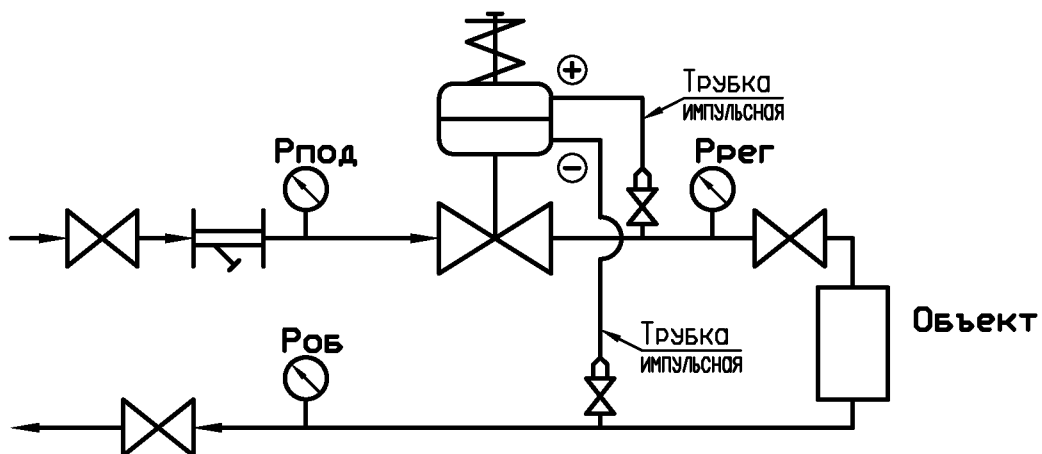 +
Трубка
импульсная
Рпод
−
Ррег
Объект
Трубка
импульсная
Роб